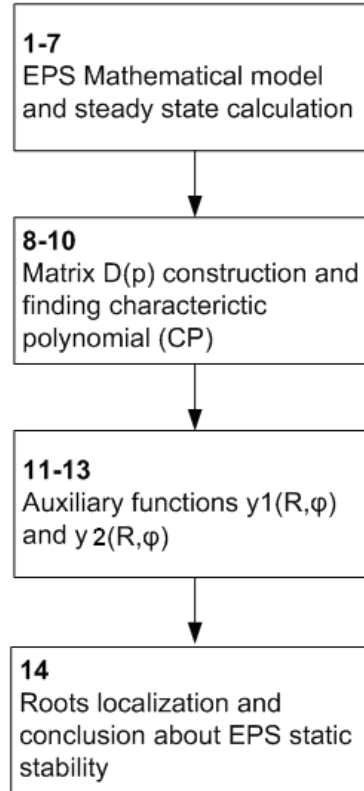 1-7
EPS Mathematical model
and steady state calculation
8-10
Matrix D(p) construction and
finding charterictic
polynomial (CP)
11-13
Auxiliary functions y1(R,φ)
and y2(R,φ)
14
Roots localization and
conclusion about EPS static
stability